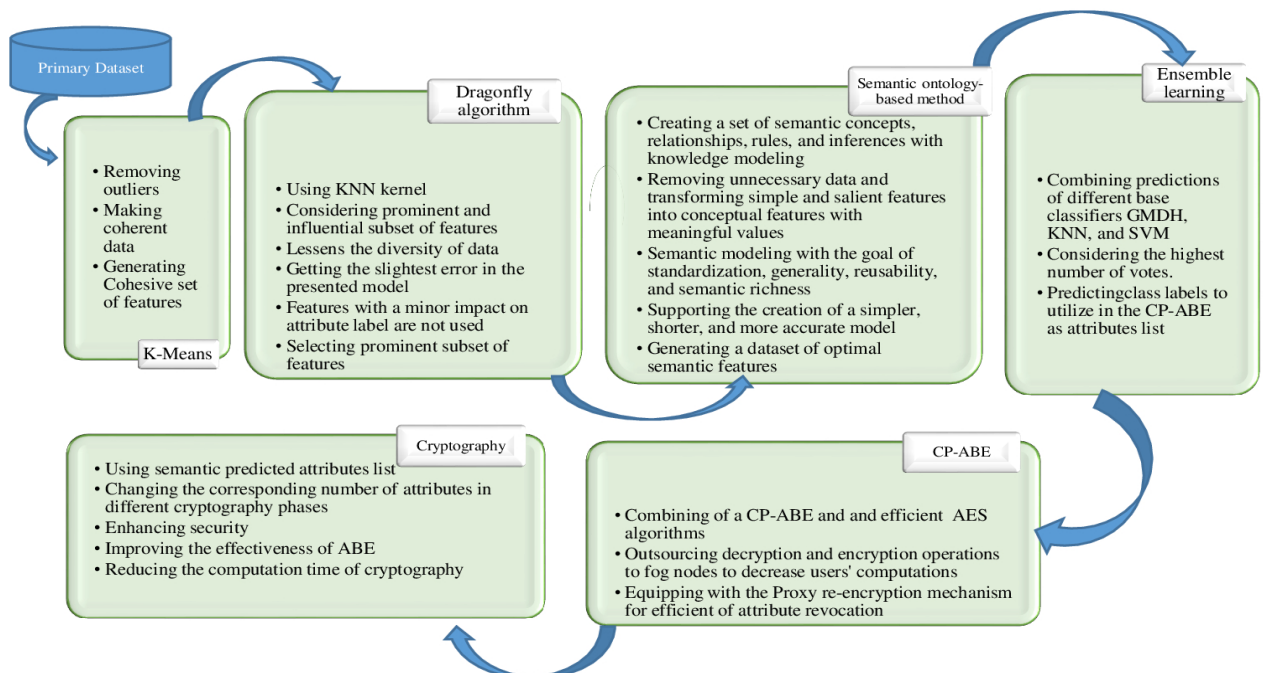 Primary Dataset
• Removing
outliers
• Making
coherent
data
• Generating
Cohesive set
of features
K-Means
Dragonfly
algorithm
• Using KNN kernel
• Considering prominent and
influential subset of features
• Lessens the diversity of data
• Getting the slightest error in the
presented model
• Features with a minor impact on
attribute label are not used
• Selecting prominent subset of
features
Semantic ontology-
based method
• Creating a set of semantic concepts,
relationships, rules, and inferences with
knowledge modeling
• Removing unnecessary data and
transforming simple and salient features
into conceptual features with
meaningful values
• Semantic modeling with the goal of
standardization, generality, reusability,
and semantic richness
• Supporting the creation of a simpler,
shorter, and more accurate model
• Generating a dataset of optimal
semantic features
Ensemble
learning
• Combining predictions
of different base
classifiers GMDH,
KNN, and SVM
• Considering the highest
number of votes.
• Predictingclass labels to
utilize in the CP-ABE
as attributes list
CP-ABE
• Combining of a CP-ABE and and efficient AES
algorithms
• Outsourcing decryption and encryption operations
to fog nodes to decrease users' computations
• Equipping with the Proxy re-encryption mechanism
for efficient of attribute revocation
Cryptography
• Using semantic predicted attributes list
• Changing the corresponding number of attributes in
different cryptography phases
• Enhancing security
• Improving the effectiveness of ABE
• Reducing the computation time of cryptography